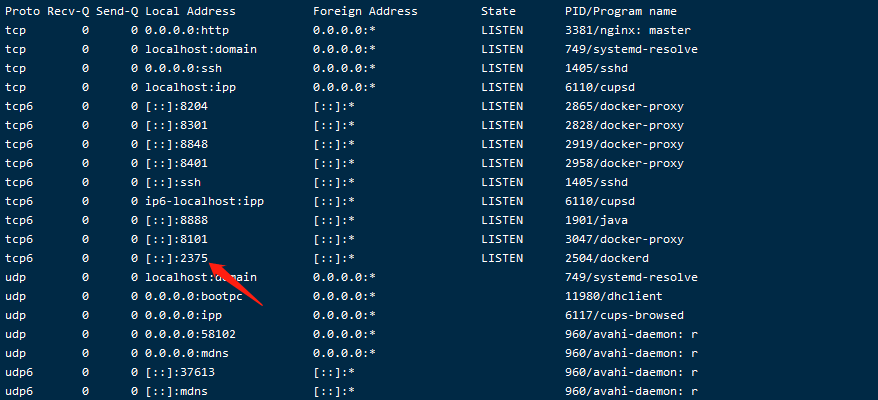 Proto Recv-Q Send-Q Local Address           Foreign Address         State       PID/Program name
tcp        0      0 0.0.0.0:http            0.0.0.0:*               LISTEN      3381/nginx: master
tcp        0      0 localhost:domain        0.0.0.0:*               LISTEN      749/systemd-resolve
tcp        0      0 0.0.0.0:ssh             0.0.0.0:*               LISTEN      1405/sshd
tcp        0      0 localhost:ipp           0.0.0.0:*               LISTEN      6110/cupsd
tcp6       0      0 [::]:8204               [::]:*                  LISTEN      2865/docker-proxy
tcp6       0      0 [::]:8301               [::]:*                  LISTEN      2828/docker-proxy
tcp6       0      0 [::]:8848               [::]:*                  LISTEN      2919/docker-proxy
tcp6       0      0 [::]:8401               [::]:*                  LISTEN      2958/docker-proxy
tcp6       0      0 [::]:ssh                [::]:*                  LISTEN      1405/sshd
tcp6       0      0 ip6-localhost:ipp       [::]:*                  LISTEN      6110/cupsd
tcp6       0      0 [::]:8888               [::]:*                  LISTEN      1901/java
tcp6       0      0 [::]:8101               [::]:*                  LISTEN      3047/docker-proxy
tcp6       0      0 [::]:2375               [::]:*                  LISTEN      2504/dockerd
udp        0      0 localhost:domain        0.0.0.0:*                           749/systemd-resolve
udp        0      0 0.0.0.0:bootpc          0.0.0.0:*                           11980/dhclient
udp        0      0 0.0.0.0:ipp             0.0.0.0:*                           6117/cups-browsed
udp        0      0 0.0.0.0:58102           0.0.0.0:*                           960/avahi-daemon: r
udp        0      0 0.0.0.0:mdns            0.0.0.0:*                           960/avahi-daemon: r
udp6       0      0 [::]:37613              [::]:*                              960/avahi-daemon: r
udp6       0      0 [::]:mdns               [::]:*                              960/avahi-daemon: r